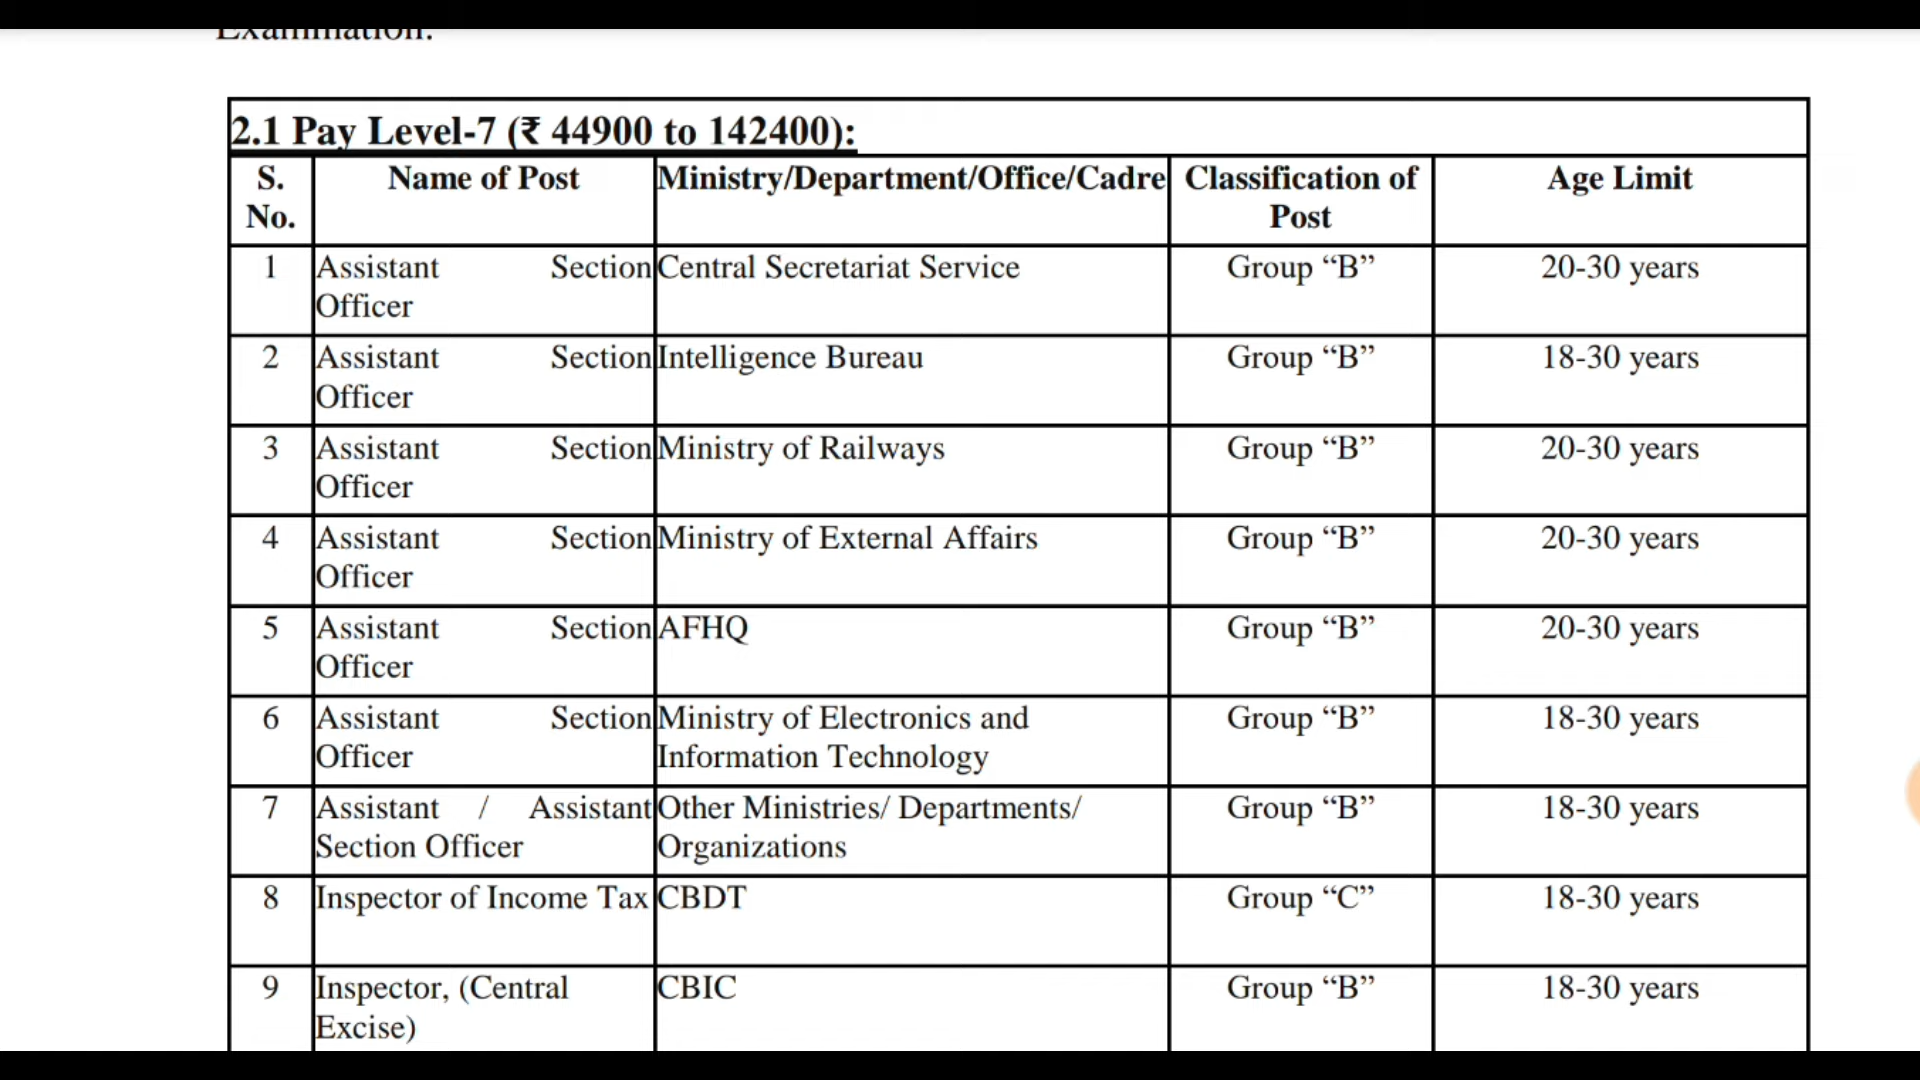 Examination.
2.1 Pay Level-7 (₹ 44900 to 142400):
S. No. Name of Post Ministry/Department/Office/Cadre Classification of Post Age Limit
1 Assistant Section Officer Central Secretariat Service Group “B” 20-30 years
2 Assistant Section Officer Intelligence Bureau Group “B” 18-30 years
3 Assistant Section Officer Ministry of Railways Group “B” 20-30 years
4 Assistant Section Officer Ministry of External Affairs Group “B” 20-30 years
5 Assistant Section Officer AFHQ Group “B” 20-30 years
6 Assistant Section Officer Ministry of Electronics and Information Technology Group “B” 18-30 years
7 Assistant / Assistant Section Officer Other Ministries/ Departments/ Organizations Group “B” 18-30 years
8 Inspector of Income Tax CBDT Group “C” 18-30 years
9 Inspector, (Central Excise) CBIC Group “B” 18-30 years